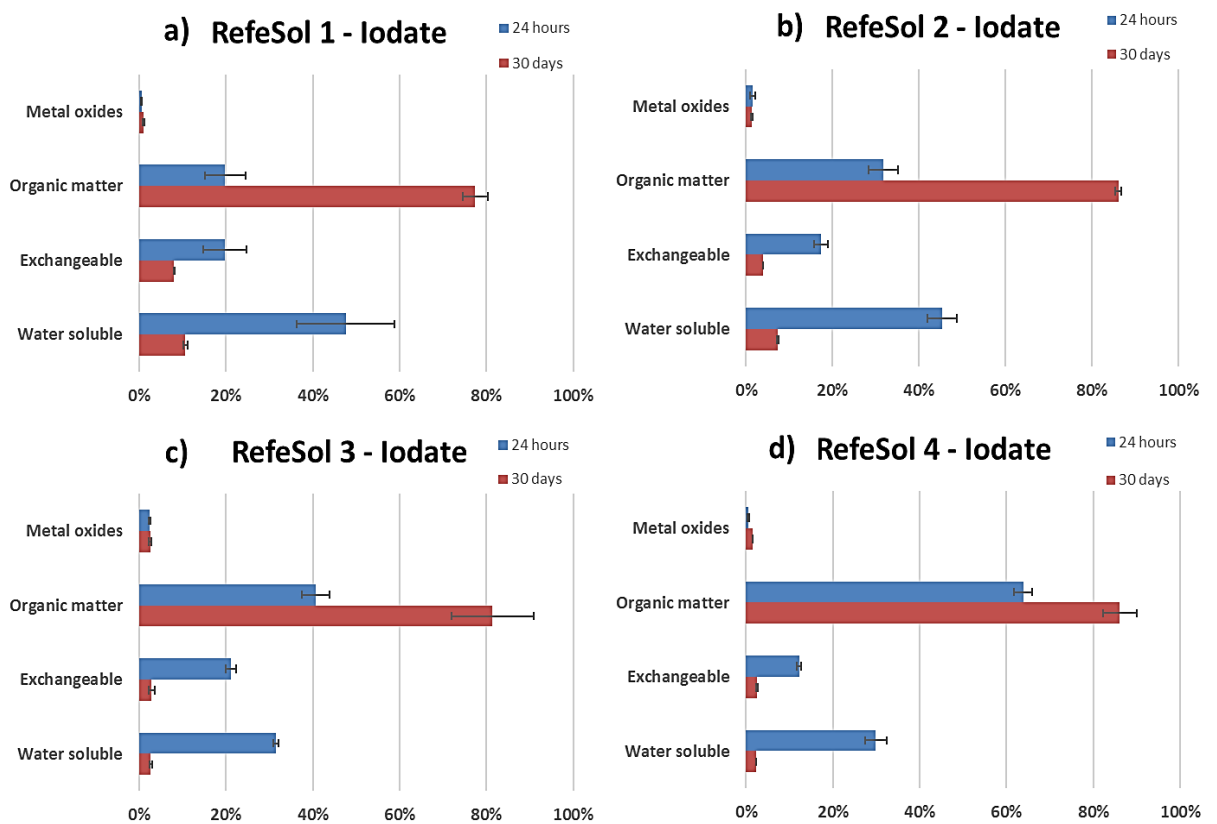 a) RefeSol 1 - Iodate
24 hours
30 days
Metal oxides
Organic matter
Exchangeable
Water soluble
0% 20% 40% 60% 80% 100%
b) RefeSol 2 - Iodate
24 hours
30 days
Metal oxides
Organic matter
Exchangeable
Water soluble
0% 20% 40% 60% 80% 100%
c) RefeSol 3 - Iodate
24 hours
30 days
Metal oxides
Organic matter
Exchangeable
Water soluble
0% 20% 40% 60% 80% 100%
d) RefeSol 4 - Iodate
24 hours
30 days
Metal oxides
Organic matter
Exchangeable
Water soluble
0% 20% 40% 60% 80% 100%